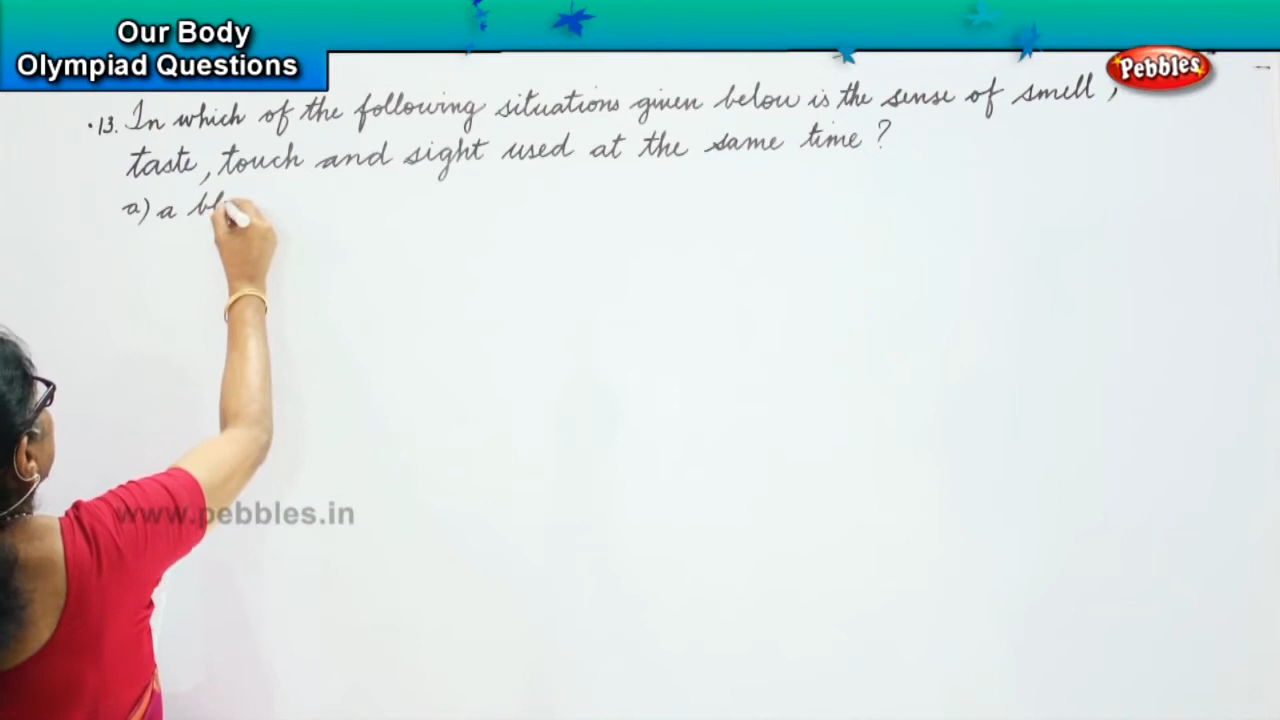 Our Body
Olympiad Questions
Pebbles
13. In which of the following situations given below is the sense of smell,
taste, touch and sight used at the same time?
a) a
www.pebbles.in